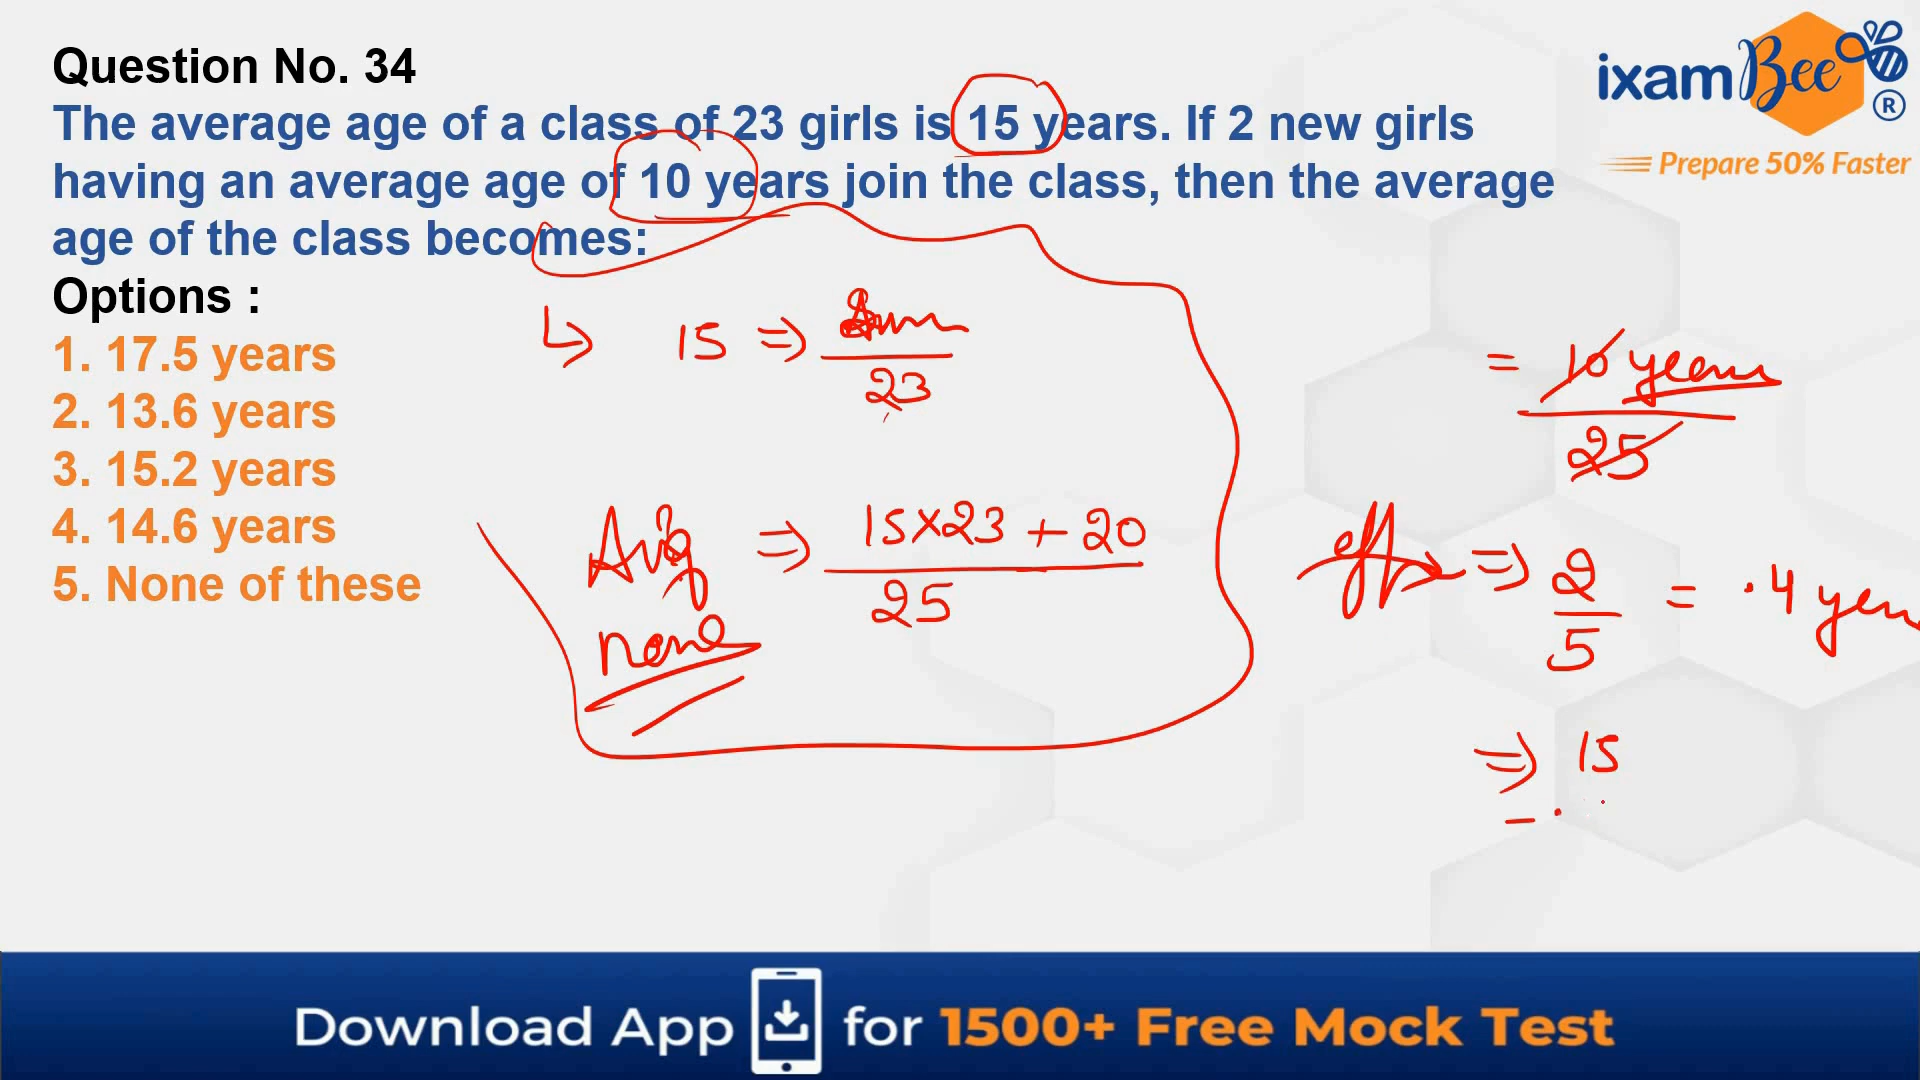 Question No. 34
The average age of a class of 23 girls is 15 years. If 2 new girls
having an average age of 10 years join the class, then the average
age of the class becomes:
Options :
1. 17.5 years
2. 13.6 years
3. 15.2 years
4. 14.6 years
5. None of these
ixamBee ®
Prepare 50% Faster
15 ⇒ Sum
23
Avg ⇒ 15×23 + 20
25
none
= 10 years
25
eff ⇒ 2
5
= .4 year
⇒ 15
- .
Download App for 1500+ Free Mock Test